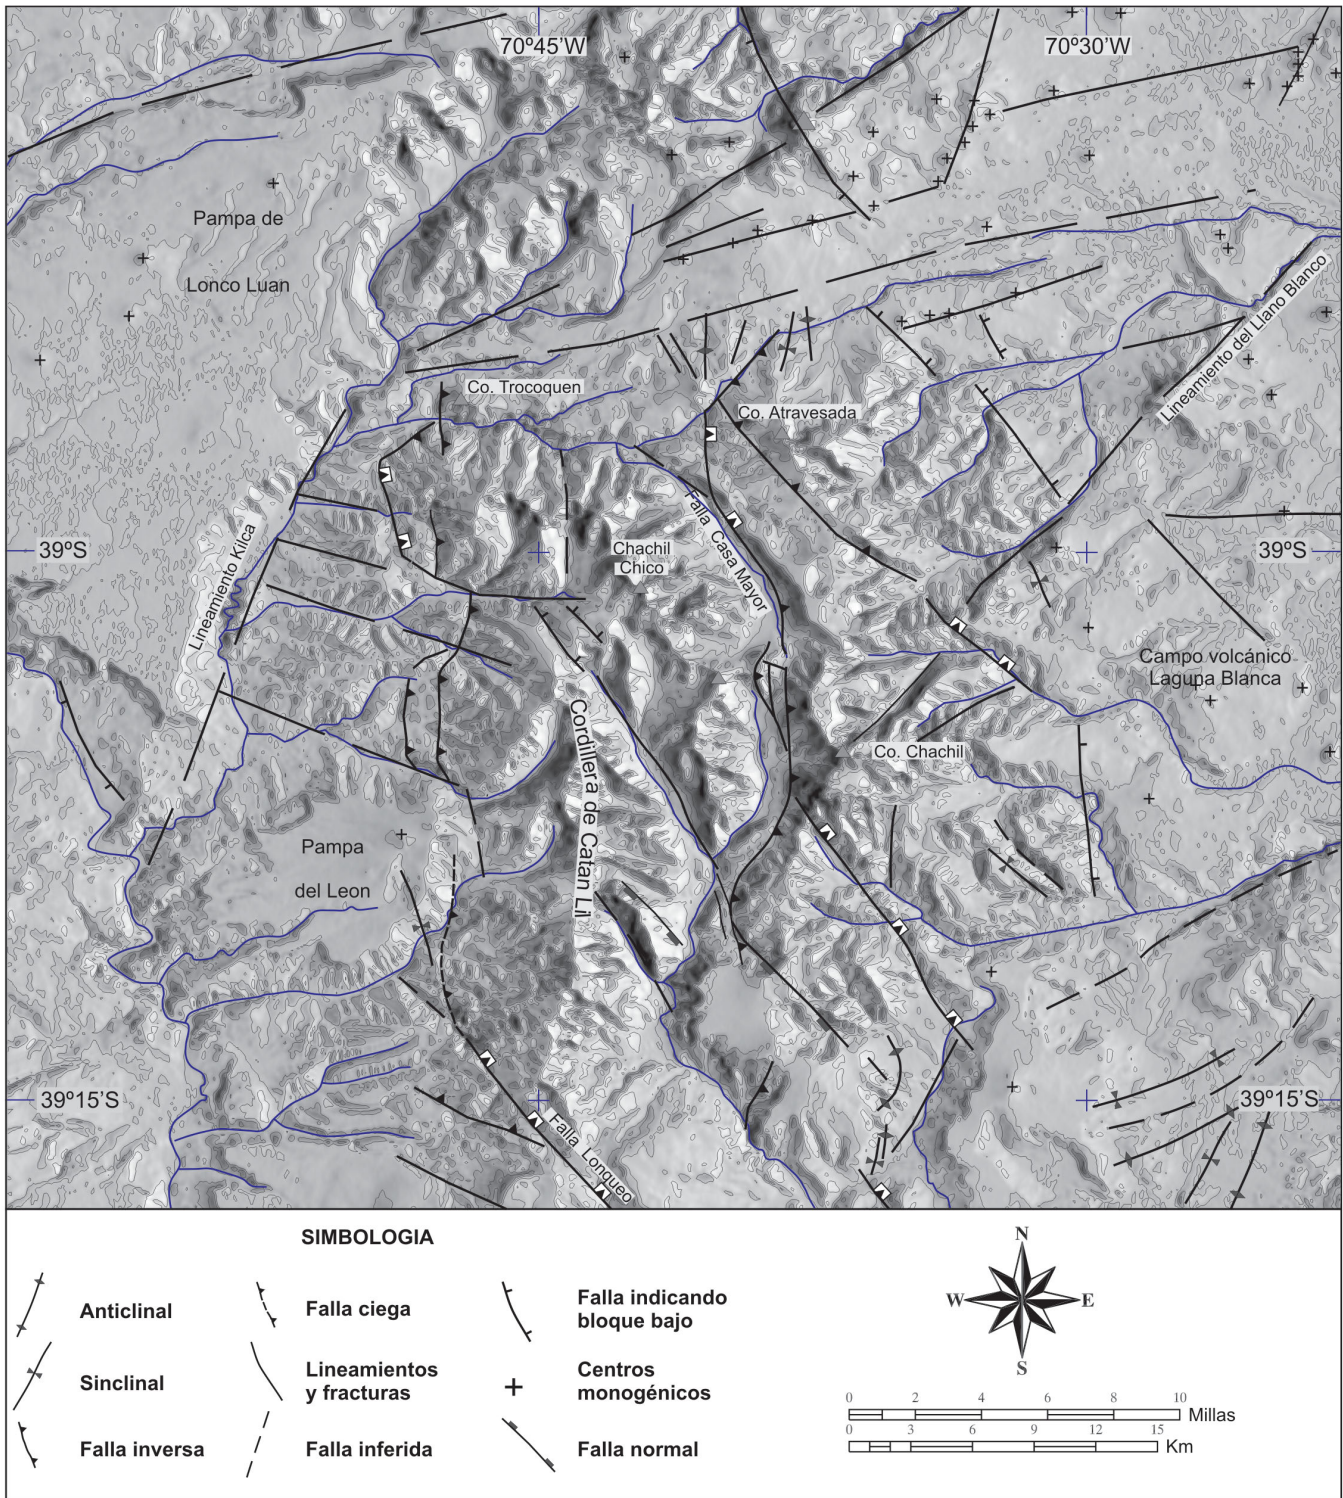 70º45’W
70º30’W
Pampa de
Lonco Luan
Lineamiento del Llano Blanco
Co. Trocoquen
Co. Atravesada
Lineamiento Kilca
Falla Casa Mayor
39ºS
Chachil
Chico
39ºS
Campo volcánico
Laguna Blanca
Cordillera de Catan Lil
Co. Chachil
Pampa
del Leon
39º15’S
39º15’S
Falla Lonqueo
SIMBOLOGIA
Anticlinal
Falla ciega
Falla indicando
bloque bajo
Sinclinal
Lineamientos
y fracturas
Centros
monogénicos
Falla inversa
Falla inferida
Falla normal
N
W
E
S
0 2 4 6 8 10
Millas
0 3 6 9 12 15
Km